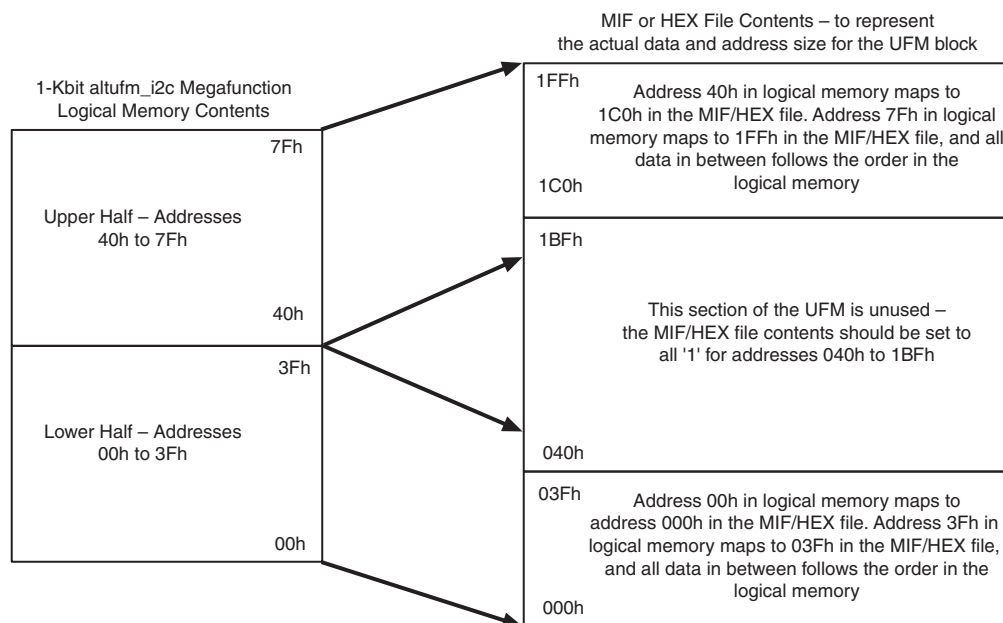 1-Kbit altufm_i2c Megafunction
Logical Memory Contents
7Fh
Upper Half – Addresses
40h to 7Fh
40h
3Fh
Lower Half – Addresses
00h to 3Fh
00h
MIF or HEX File Contents – to represent
the actual data and address size for the UFM block
1FFh
Address 40h in logical memory maps to
1C0h in the MIF/HEX file. Address 7Fh in logical
memory maps to 1FFh in the MIF/HEX file, and all
data in between follows the order in the
logical memory
1C0h
1BFh
This section of the UFM is unused –
the MIF/HEX file contents should be set to
all '1' for addresses 040h to 1BFh
040h
03Fh
Address 00h in logical memory maps to
address 000h in the MIF/HEX file. Address 3Fh in
logical memory maps to 03Fh in the MIF/HEX file,
and all data in between follows the order in the
logical memory
000h